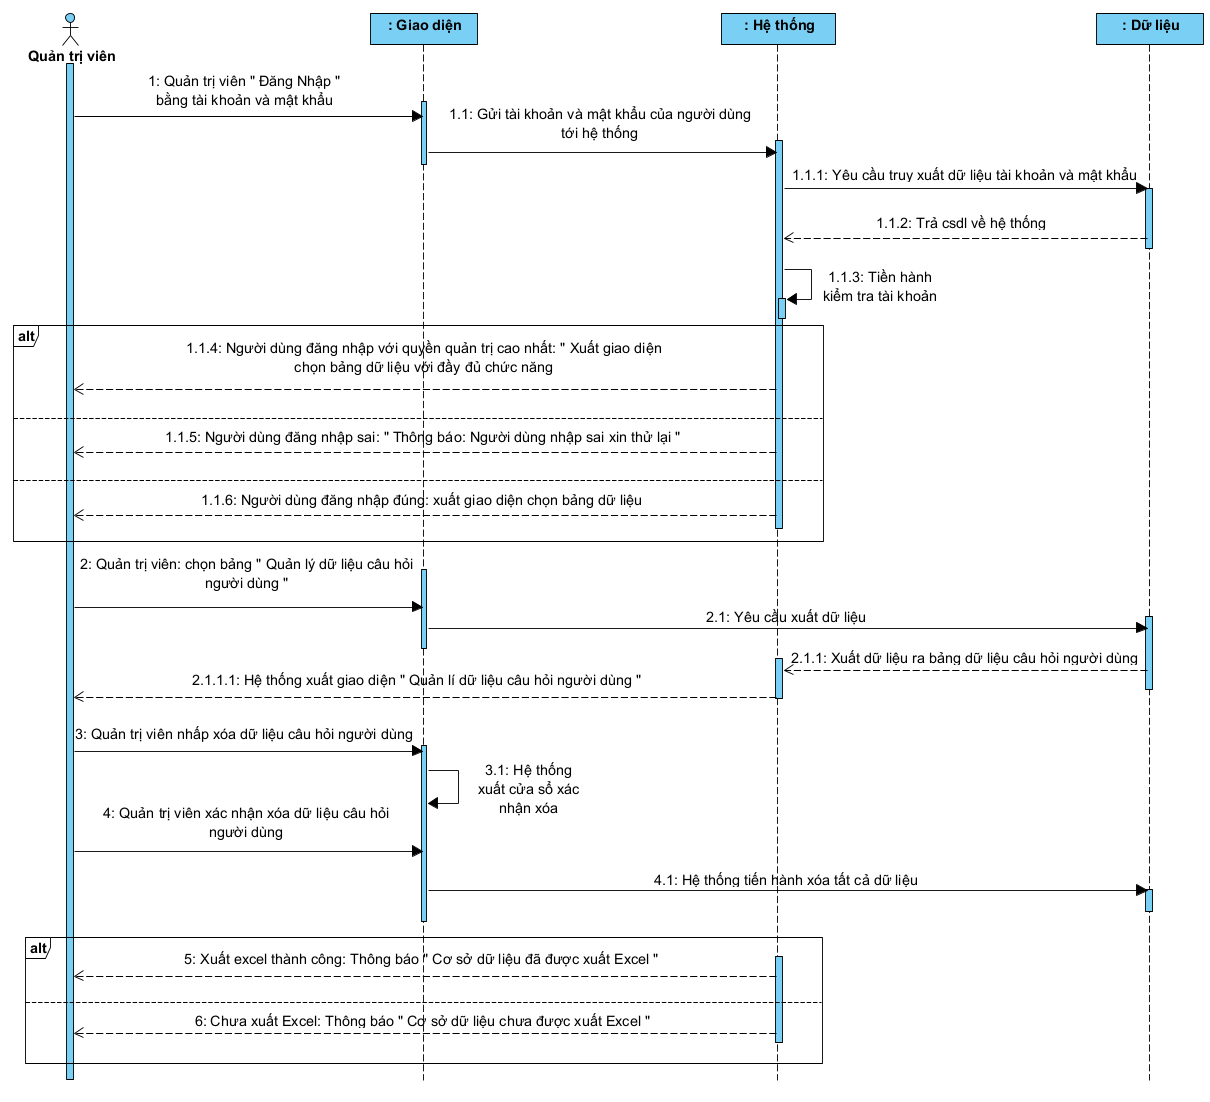 : Giao diện
: Hệ thống
: Dữ liệu
Quản trị viên
1: Quản trị viên " Đăng Nhập "
bằng tài khoản và mật khẩu
1.1: Gửi tài khoản và mật khẩu của người dùng
tới hệ thống
1.1.1: Yêu cầu truy xuất dữ liệu tài khoản và mật khẩu
1.1.2: Trả csdl về hệ thống
1.1.3: Tiền hành
kiểm tra tài khoản
alt
1.1.4: Người dùng đăng nhập với quyền quản trị cao nhất: " Xuất giao diện
chọn bảng dữ liệu với đầy đủ chức năng
1.1.5: Người dùng đăng nhập sai: " Thông báo: Người dùng nhập sai xin thử lại "
1.1.6: Người dùng đăng nhập đúng: xuất giao diện chọn bảng dữ liệu
2: Quản trị viên: chọn bảng " Quản lý dữ liệu câu hỏi
người dùng "
2.1: Yêu cầu xuất dữ liệu
2.1.1: Xuất dữ liệu ra bảng dữ liệu câu hỏi người dùng
2.1.1.1: Hệ thống xuất giao diện " Quản lí dữ liệu câu hỏi người dùng "
3: Quản trị viên nhấp xóa dữ liệu câu hỏi người dùng
3.1: Hệ thống
xuất cửa sổ xác
nhận xóa
4: Quản trị viên xác nhận xóa dữ liệu câu hỏi
người dùng
4.1: Hệ thống tiến hành xóa tất cả dữ liệu
alt
5: Xuất excel thành công: Thông báo " Cơ sở dữ liệu đã được xuất Excel "
6: Chưa xuất Excel: Thông báo " Cơ sở dữ liệu chưa được xuất Excel "